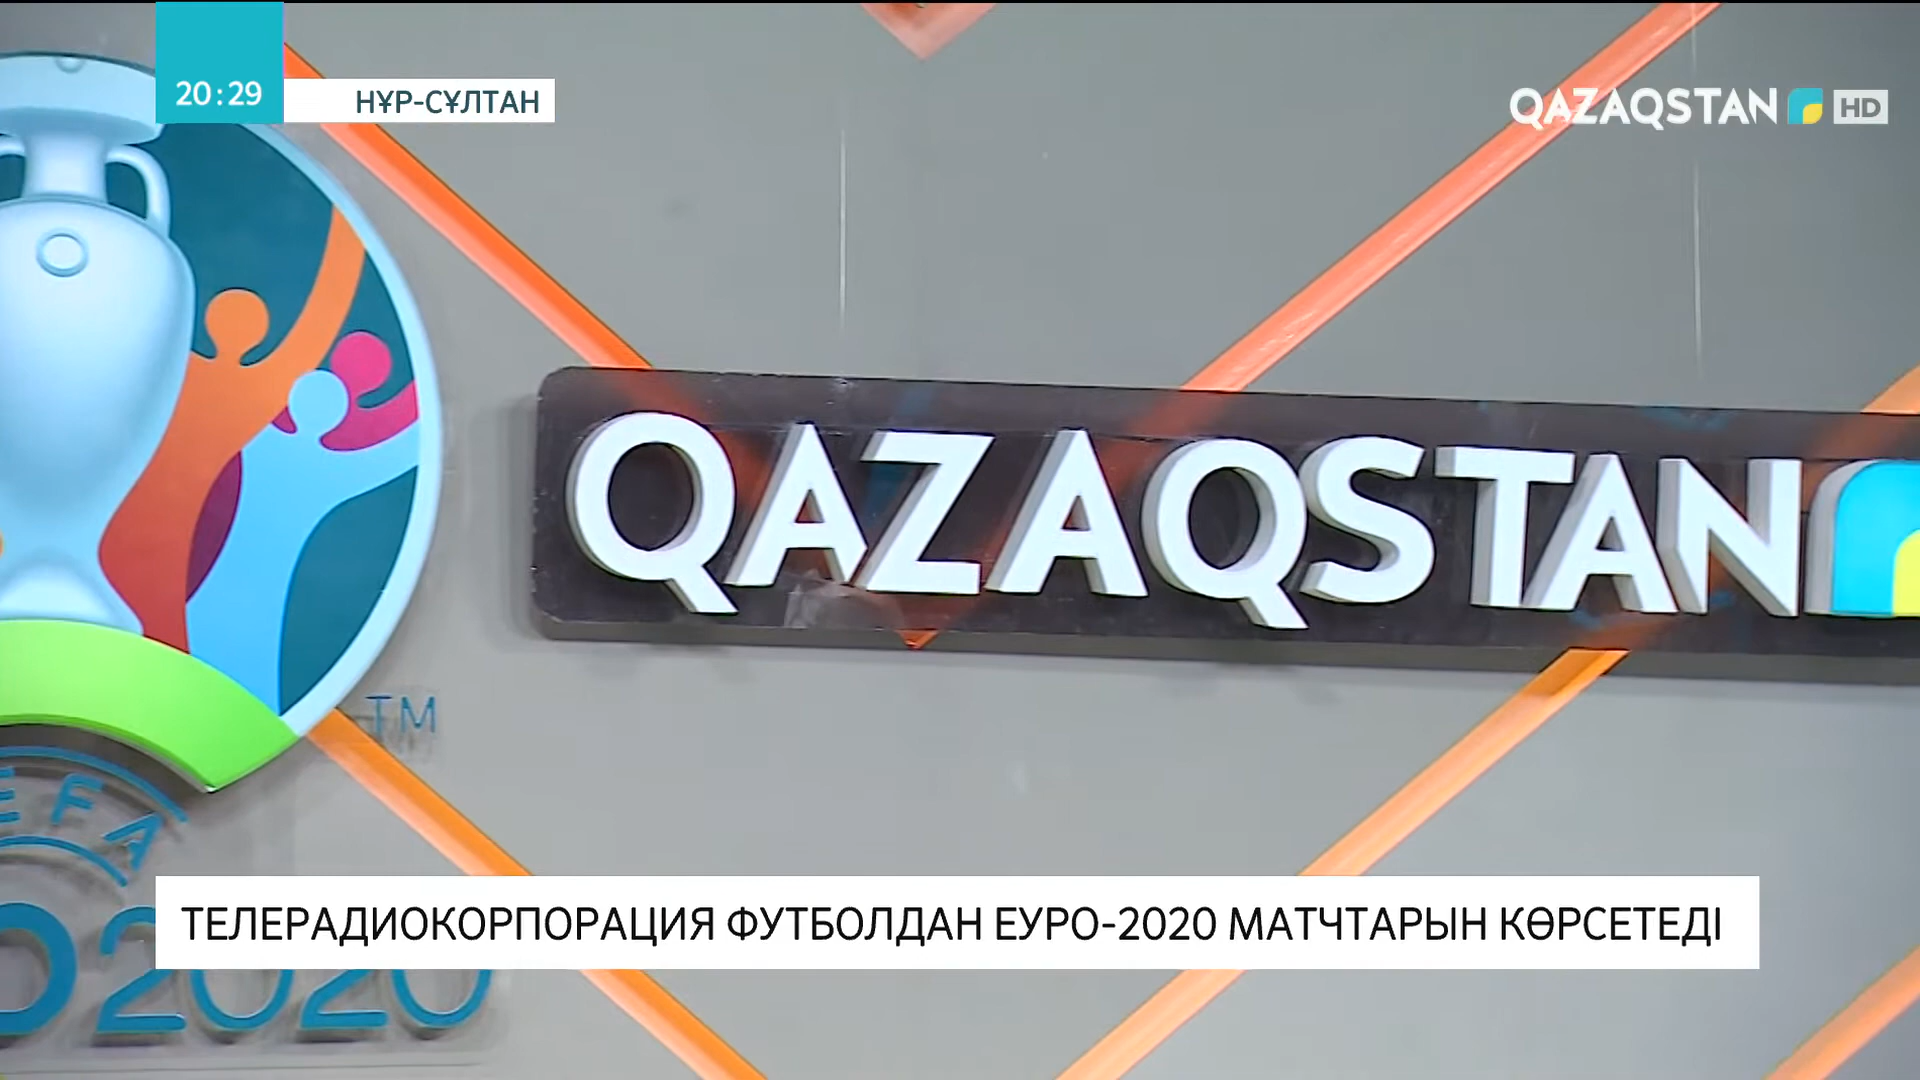 20:29
НҰР-СҰЛТАН
QAZAQSTAN HD
QAZAQSTAN
TM
EFA
2020
ТЕЛЕРАДИОКОРПОРАЦИЯ ФУТБОЛДАН ЕУРО-2020 МАТЧТАРЫН КӨРСЕТЕДІ